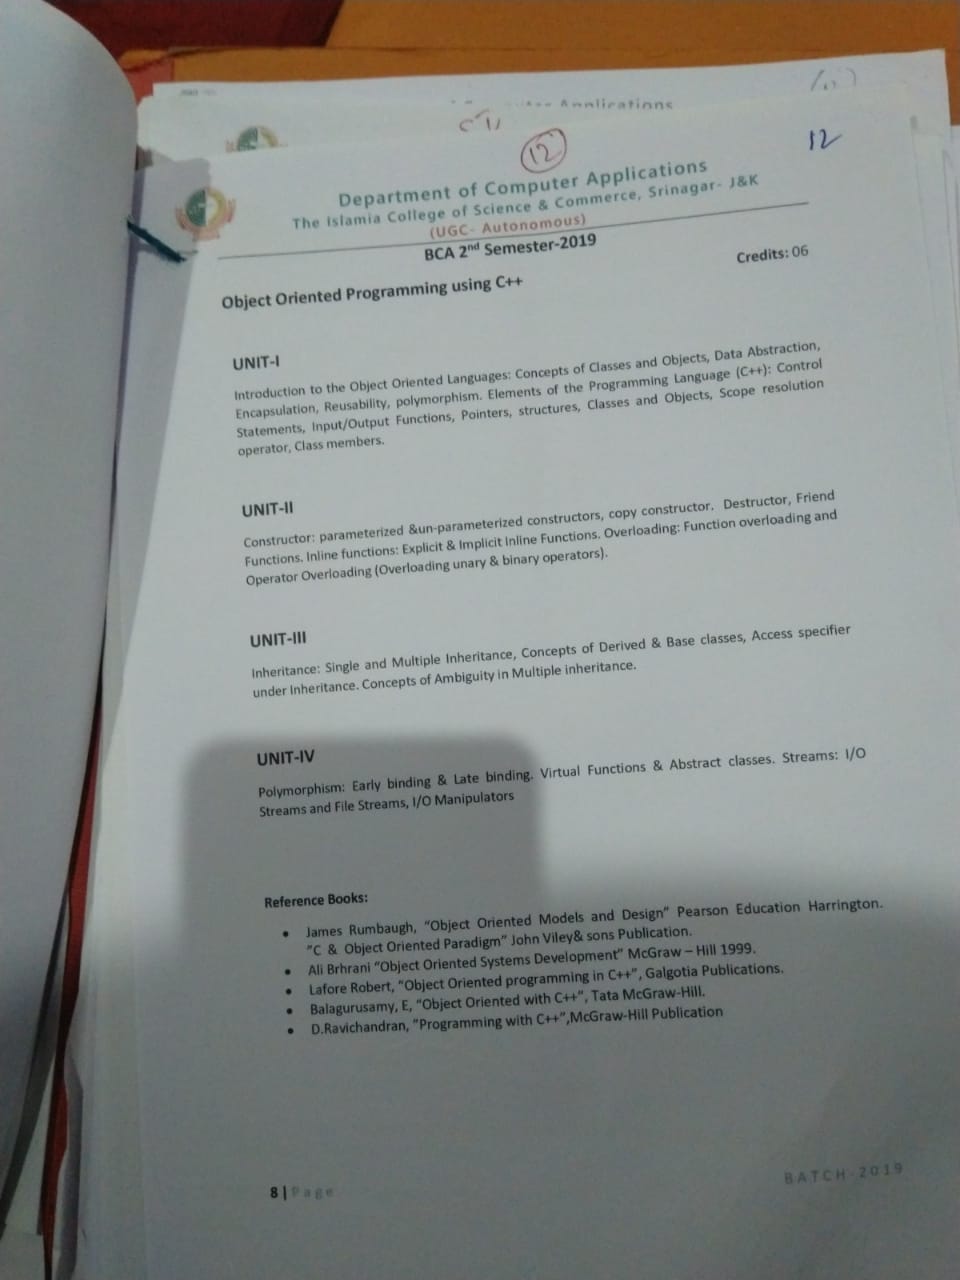 Applications
12
12
Department of Computer Applications
The Islamia College of Science & Commerce, Srinagar- J&K
(UGC- Autonomous)
BCA 2nd Semester-2019
Credits: 06
Object Oriented Programming using C++
UNIT-I
Introduction to the Object Oriented Languages: Concepts of Classes and Objects, Data Abstraction,
Encapsulation, Reusability, polymorphism. Elements of the Programming Language (C++): Control
Statements, Input/Output Functions, Pointers, structures, Classes and Objects, Scope resolution
operator, Class members.
UNIT-II
Constructor: parameterized &un-parameterized constructors, copy constructor. Destructor, Friend
Functions. Inline functions: Explicit & Implicit Inline Functions. Overloading: Function overloading and
Operator Overloading (Overloading unary & binary operators).
UNIT-III
Inheritance: Single and Multiple Inheritance, Concepts of Derived & Base classes, Access specifier
under Inheritance. Concepts of Ambiguity in Multiple inheritance.
UNIT-IV
Polymorphism: Early binding & Late binding. Virtual Functions & Abstract classes. Streams: I/O
Streams and File Streams, I/O Manipulators
Reference Books:
• James Rumbaugh, “Object Oriented Models and Design” Pearson Education Harrington.
“C & Object Oriented Paradigm” John Viley& sons Publication.
• Ali Brhrani “Object Oriented Systems Development” McGraw – Hill 1999.
• Lafore Robert, “Object Oriented programming in C++”, Galgotia Publications.
• Balagurusamy, E, “Object Oriented with C++”, Tata McGraw-Hill.
• D.Ravichandran, “Programming with C++”,McGraw-Hill Publication
8 | Page
BATCH-2019